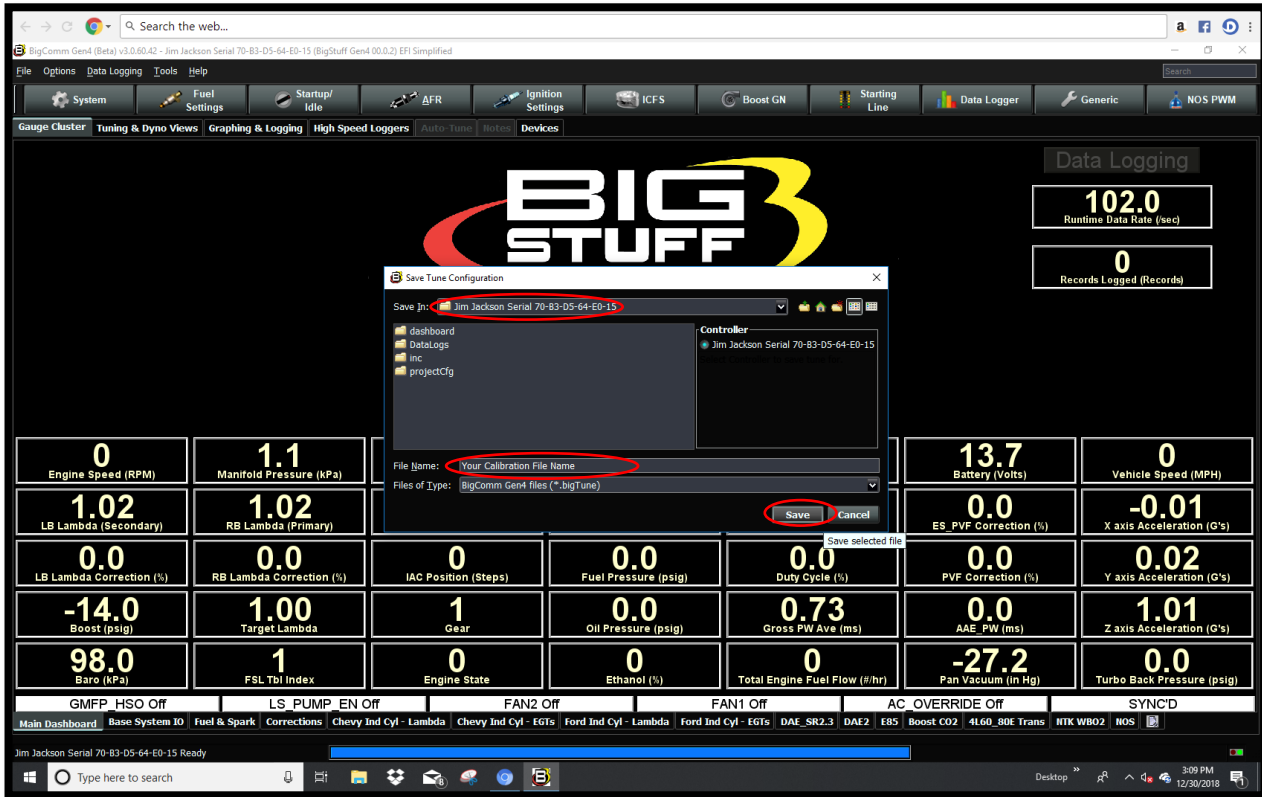 Search the web...
BigComm Gen4 (Beta) v3.0.60.42 - Jim Jackson Serial 70-B3-D5-64-E0-15 (BigStuff Gen4 00.0.2) EFI Simplified
File Options Data Logging Tools Help
Search
System
Fuel Settings
Startup/ Idle
AFR
Ignition Settings
ICFS
Boost GN
Starting Line
Data Logger
Generic
NOS PWM
Gauge Cluster Tuning & Dyno Views Graphing & Logging High Speed Loggers Auto-Tune Notes Devices
Data Logging
BIG
STUFF
3
102.0
Runtime Data Rate (/sec)
0
Records Logged (Records)
Save Tune Configuration
Save In: Jim Jackson Serial 70-B3-D5-64-E0-15
dashboard
DataLogs
inc
projectCfg
Controller
Jim Jackson Serial 70-B3-D5-64-E0-15
File Name: Your Calibration File Name
Files of Type: BigComm Gen4 files (*.bigTune)
Save Cancel
Save selected file
0
Engine Speed (RPM)
1.1
Manifold Pressure (kPa)
13.7
Battery (Volts)
0
Vehicle Speed (MPH)
1.02
LB Lambda (Secondary)
1.02
RB Lambda (Primary)
0.0
ES_PVF Correction (%)
-0.01
X axis Acceleration (G's)
0.0
LB Lambda Correction (%)
0.0
RB Lambda Correction (%)
0
IAC Position (Steps)
0.0
Fuel Pressure (psig)
0.0
Duty Cycle (%)
0.0
PVF Correction (%)
0.02
Y axis Acceleration (G's)
-14.0
Boost (psig)
1.00
Target Lambda
1
Gear
0.0
Oil Pressure (psig)
0.73
Gross PW Ave (ms)
0.0
AAE_PW (ms)
1.01
Z axis Acceleration (G's)
98.0
Baro (kPa)
1
FSL Tbl Index
0
Engine State
0
Ethanol (%)
0
Total Engine Fuel Flow (#/hr)
-27.2
Pan Vacuum (in Hg)
0.0
Turbo Back Pressure (psig)
GMFP_HSO Off LS_PUMP_EN Off FAN2 Off FAN1 Off AC_OVERRIDE Off SYNC'D
Main Dashboard Base System IO Fuel & Spark Corrections Chevy Ind Cyl - Lambda Chevy Ind Cyl - EGTs Ford Ind Cyl - Lambda Ford Ind Cyl - EGTs DAE_SR2.3 DAE2 E85 Boost CO2 4L60_80E Trans NTK WBO2 NOS
Jim Jackson Serial 70-B3-D5-64-E0-15 Ready
Type here to search
Desktop
3:09 PM
12/30/2018